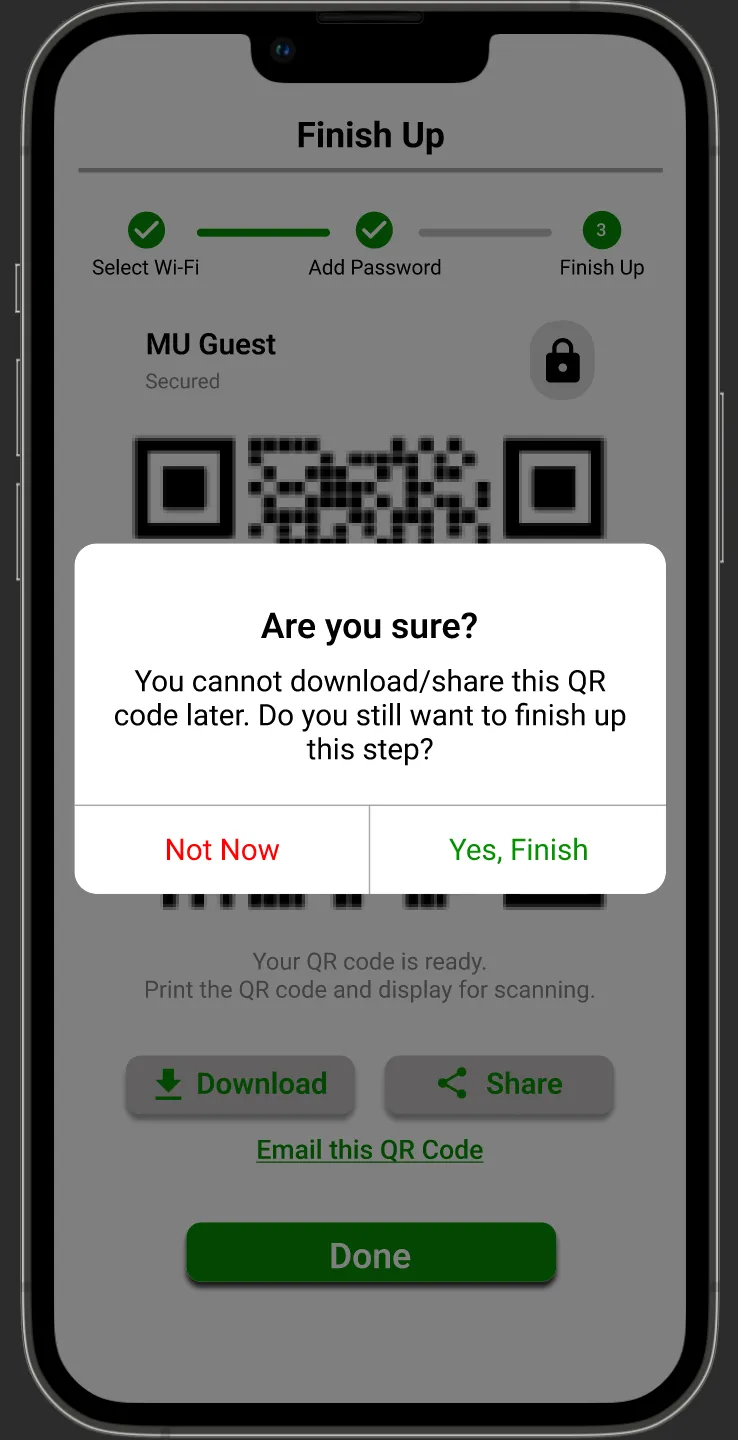 Finish Up
Select Wi-Fi
Add Password
3
Finish Up
MU Guest
Secured
Are you sure?
You cannot download/share this QR
code later. Do you still want to finish up
this step?
Not Now
Yes, Finish
Your QR code is ready.
Print the QR code and display for scanning.
Download
Share
Email this QR Code
Done